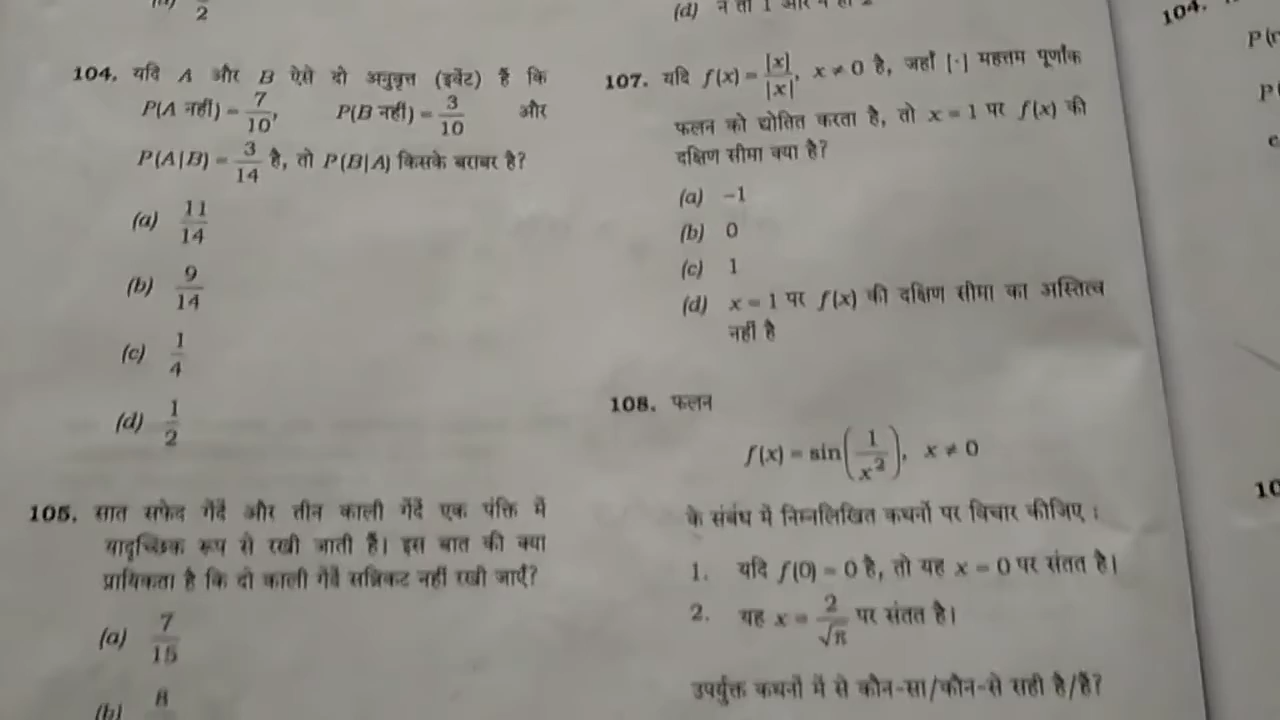 2
104. यदि A और B ऐसे दो अनुवृत्त (इवेंट) हैं कि
P(A नहीं) = 7/10, P(B नहीं) = 3/10 और
P(A|B) = 3/14 है, तो P(B|A) किसके बराबर है?
(a) 11/14
(b) 9/14
(c) 1/4
(d) 1/2
105. सात सफेद गेंदें और तीन काली गेंदें एक पंक्ति में
यादृच्छिक रूप से रखी जाती हैं। इस बात की क्या
प्रायिकता है कि दो काली गेंदें सन्निकट नहीं रखी जाएँ?
(a) 7/15
(b) 8
(d)
107. यदि f(x) = [x]/|x|, x ≠ 0 है, जहाँ [·] महत्तम पूर्णांक
फलन को द्योतित करता है, तो x = 1 पर f(x) की
दक्षिण सीमा क्या है?
(a) -1
(b) 0
(c) 1
(d) x = 1 पर f(x) की दक्षिण सीमा का अस्तित्व
नहीं है
108. फलन
f(x) = sin(1/x²), x ≠ 0
के संबंध में निम्नलिखित कथनों पर विचार कीजिए :
1. यदि f(0) = 0 है, तो यह x = 0 पर संतत है।
2. यह x = 2/√π पर संतत है।
उपर्युक्त कथनों में से कौन-सा/कौन-से सही है/हैं?
104.
P(
P(
10